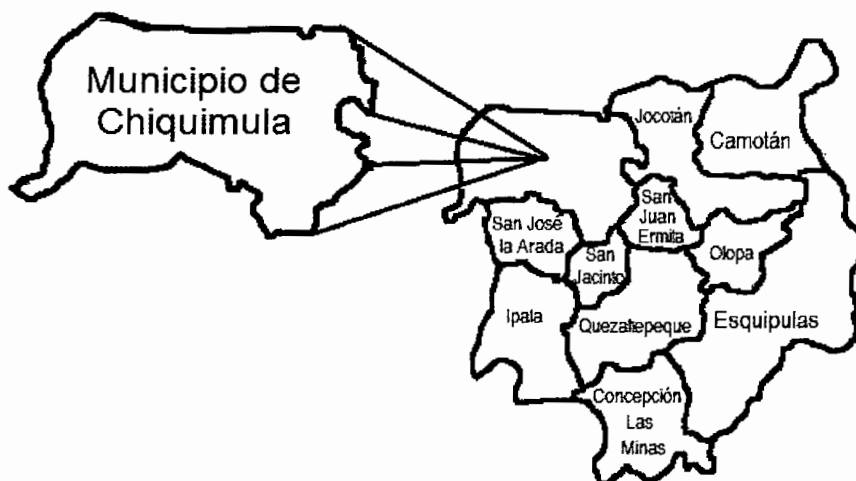 Municipio de
Chiquimula
Jocotán
Camotán
San
Juan
Ermita
San José
la Arada
San
Jacinto
Olopa
Ipala
Quezaltepeque
Esquipulas
Concepción
Las
Minas